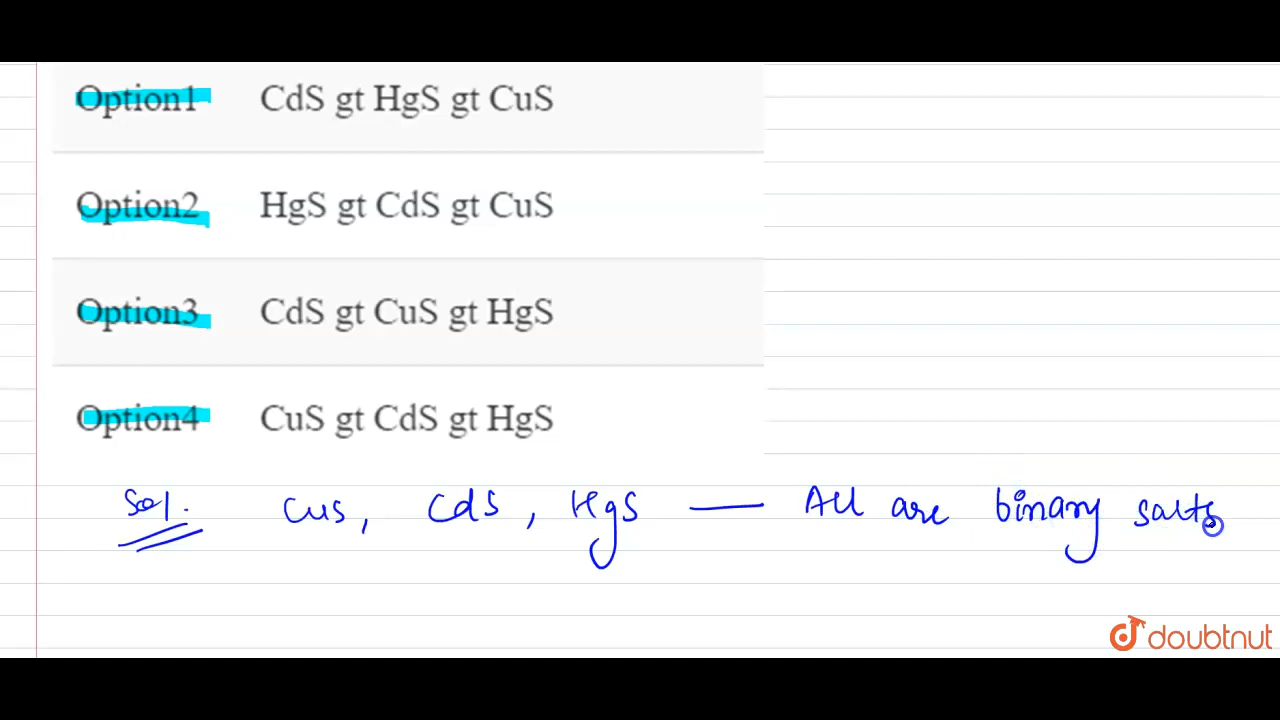 Option1 CdS gt HgS gt CuS
Option2 HgS gt CdS gt CuS
Option3 CdS gt CuS gt HgS
Option4 CuS gt CdS gt HgS
Sol. CuS, CdS, HgS — All are binary salts
doubtnut